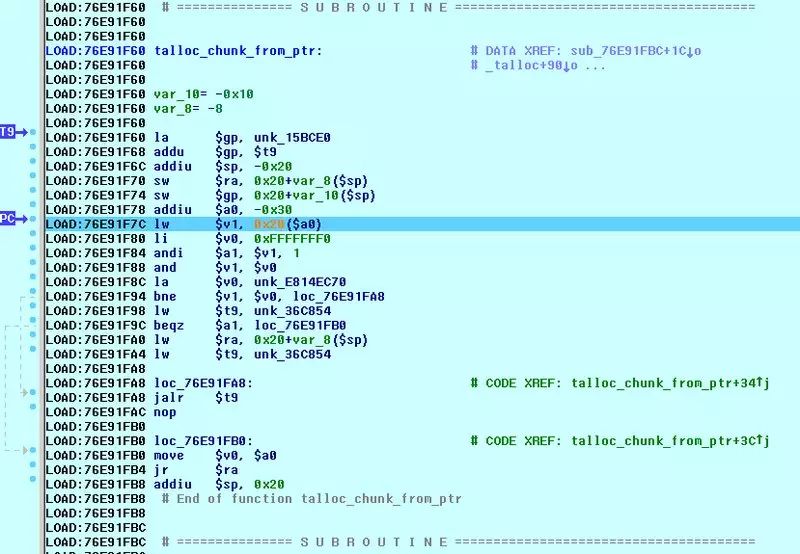 LOAD:76E91F60 # =============== S U B R O U T I N E =======================================
LOAD:76E91F60
LOAD:76E91F60
LOAD:76E91F60 talloc_chunk_from_ptr: # DATA XREF: sub_76E91FBC+1C↓o
LOAD:76E91F60 # _talloc+90↓o ...
LOAD:76E91F60
LOAD:76E91F60 var_10= -0x10
LOAD:76E91F60 var_8= -8
LOAD:76E91F60
T9 LOAD:76E91F60 la $gp, unk_15BCE0
LOAD:76E91F68 addu $gp, $t9
LOAD:76E91F6C addiu $sp, -0x20
LOAD:76E91F70 sw $ra, 0x20+var_8($sp)
LOAD:76E91F74 sw $gp, 0x20+var_10($sp)
LOAD:76E91F78 addiu $a0, -0x30
PC LOAD:76E91F7C lw $v1, 0x20($a0)
LOAD:76E91F80 li $v0, 0xFFFFFFF0
LOAD:76E91F84 andi $a1, $v1, 1
LOAD:76E91F88 and $v1, $v0
LOAD:76E91F8C la $v0, unk_E814EC70
LOAD:76E91F94 bne $v1, $v0, loc_76E91FA8
LOAD:76E91F98 lw $t9, unk_36C854
LOAD:76E91F9C beqz $a1, loc_76E91FB0
LOAD:76E91FA0 lw $ra, 0x20+var_8($sp)
LOAD:76E91FA4 lw $t9, unk_36C854
LOAD:76E91FA8
LOAD:76E91FA8 loc_76E91FA8: # CODE XREF: talloc_chunk_from_ptr+34↑j
LOAD:76E91FA8 jalr $t9
LOAD:76E91FAC nop
LOAD:76E91FB0
LOAD:76E91FB0 loc_76E91FB0: # CODE XREF: talloc_chunk_from_ptr+3C↑j
LOAD:76E91FB0 move $v0, $a0
LOAD:76E91FB4 jr $ra
LOAD:76E91FB8 addiu $sp, 0x20
LOAD:76E91FB8 # End of function talloc_chunk_from_ptr
LOAD:76E91FB8
LOAD:76E91FBC
LOAD:76E91FBC # =============== S U B R O U T I N E =======================================